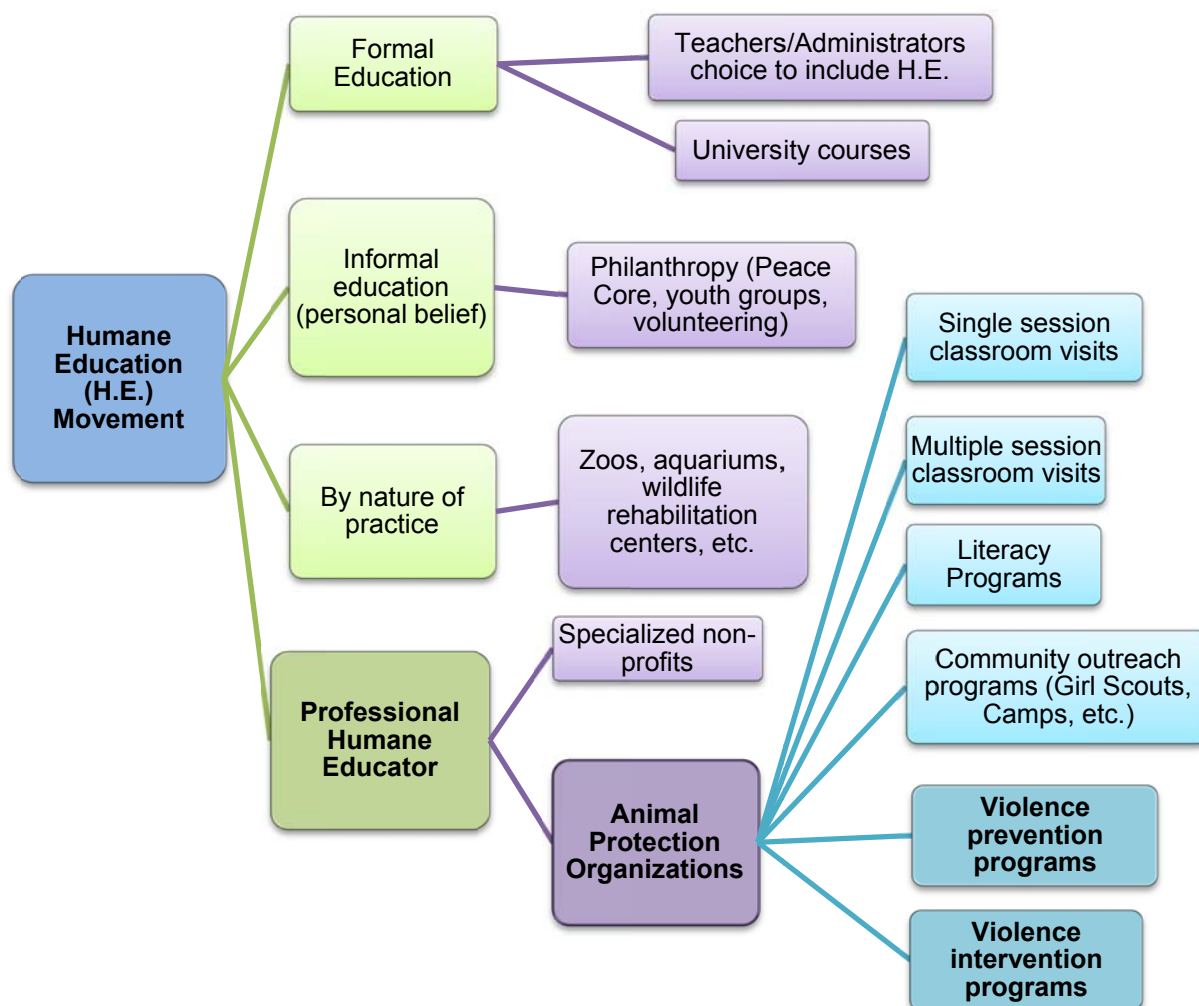 Formal
Education
Teachers/Administrators
choice to include H.E.
University courses
Informal
education
(personal belief)
Philanthropy (Peace
Core, youth groups,
volunteering)
Humane
Education
(H.E.)
Movement
Single session
classroom visits
Multiple session
classroom visits
By nature of
practice
Zoos, aquariums,
wildlife
rehabilitation
centers, etc.
Literacy
Programs
Specialized non-
profits
Community outreach
programs (Girl Scouts,
Camps, etc.)
Professional
Humane
Educator
Animal
Protection
Organizations
Violence
prevention
programs
Violence
intervention
programs